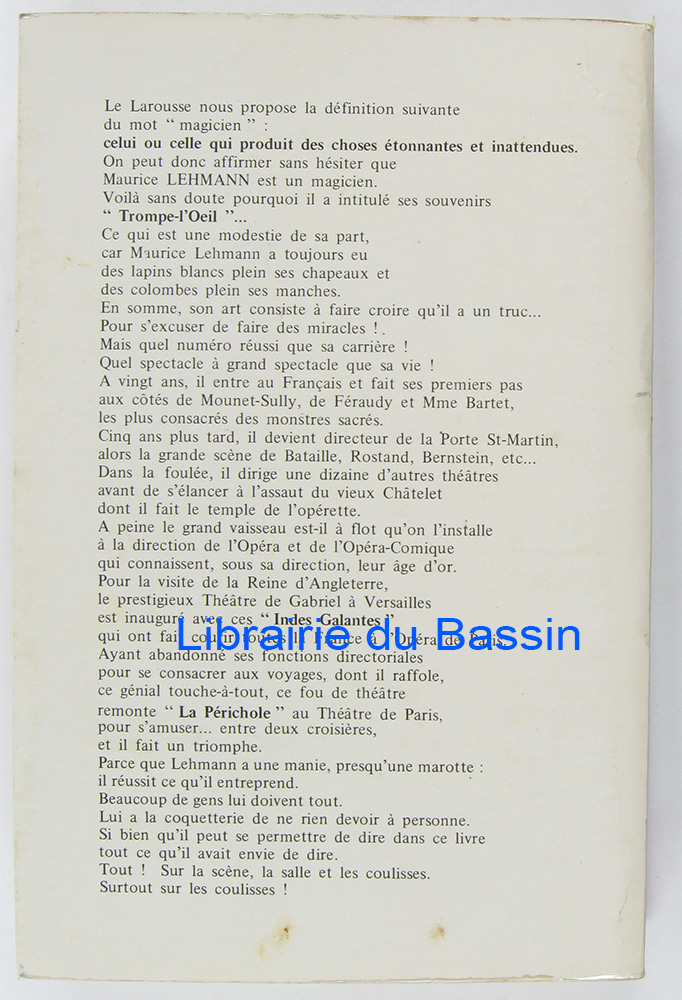 Le Larousse nous propose la définition suivante
du mot “ magicien ” :
celui ou celle qui produit des choses étonnantes et inattendues.
On peut donc affirmer sans hésiter que
Maurice LEHMANN est un magicien.
Voilà sans doute pourquoi il a intitulé ses souvenirs
“ Trompe-l'Oeil ”...
Ce qui est une modestie de sa part,
car Maurice Lehmann a toujours eu
des lapins blancs plein ses chapeaux et
des colombes plein ses manches.
En somme, son art consiste à faire croire qu'il a un truc...
Pour s'excuser de faire des miracles !
Mais quel numéro réussi que sa carrière !
Quel spectacle à grand spectacle que sa vie !
A vingt ans, il entre au Français et fait ses premiers pas
aux côtés de Mounet-Sully, de Féraudy et Mme Bartet,
les plus consacrés des monstres sacrés.
Cinq ans plus tard, il devient directeur de la Porte St-Martin,
alors la grande scène de Bataille, Rostand, Bernstein, etc...
Dans la foulée, il dirige une dizaine d'autres théâtres
avant de s'élancer à l'assaut du vieux Châtelet
dont il fait le temple de l'opérette.
A peine le grand vaisseau est-il à flot qu'on l'installe
à la direction de l'Opéra et de l'Opéra-Comique
qui connaissent, sous sa direction, leur âge d'or.
Pour la visite de la Reine d'Angleterre,
le prestigieux Théâtre de Gabriel à Versailles
est inauguré avec ces “ Indes Galantes ”
Librairie du Bassin
qui ont fait courir toutes la France à l'Opéra de Paris.
Ayant abandonné ses fonctions directoriales
pour se consacrer aux voyages, dont il raffole,
ce génial touche-à-tout, ce fou de théâtre
remonte “ La Périchole ” au Théâtre de Paris,
pour s'amuser... entre deux croisières,
et il fait un triomphe.
Parce que Lehmann a une manie, presqu'une marotte :
il réussit ce qu'il entreprend.
Beaucoup de gens lui doivent tout.
Lui a la coquetterie de ne rien devoir à personne.
Si bien qu'il peut se permettre de dire dans ce livre
tout ce qu'il avait envie de dire.
Tout ! Sur la scène, la salle et les coulisses.
Surtout sur les coulisses !